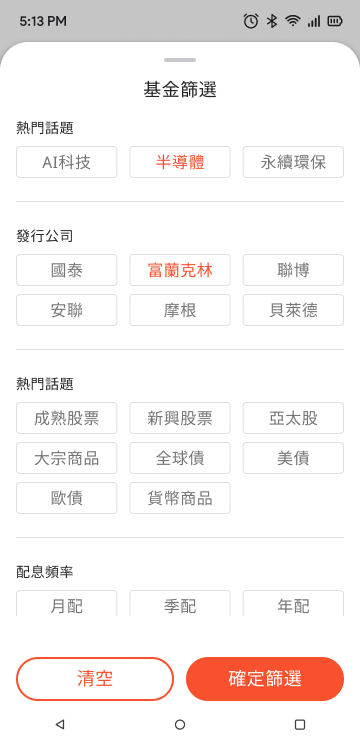 5:13 PM
基金篩選
熱門話題
AI科技 半導體 永續環保
發行公司
國泰 富蘭克林 聯博
安聯 摩根 貝萊德
熱門話題
成熟股票 新興股票 亞太股
大宗商品 全球債 美債
歐債 貨幣商品
配息頻率
月配 季配 年配
清空 確定篩選